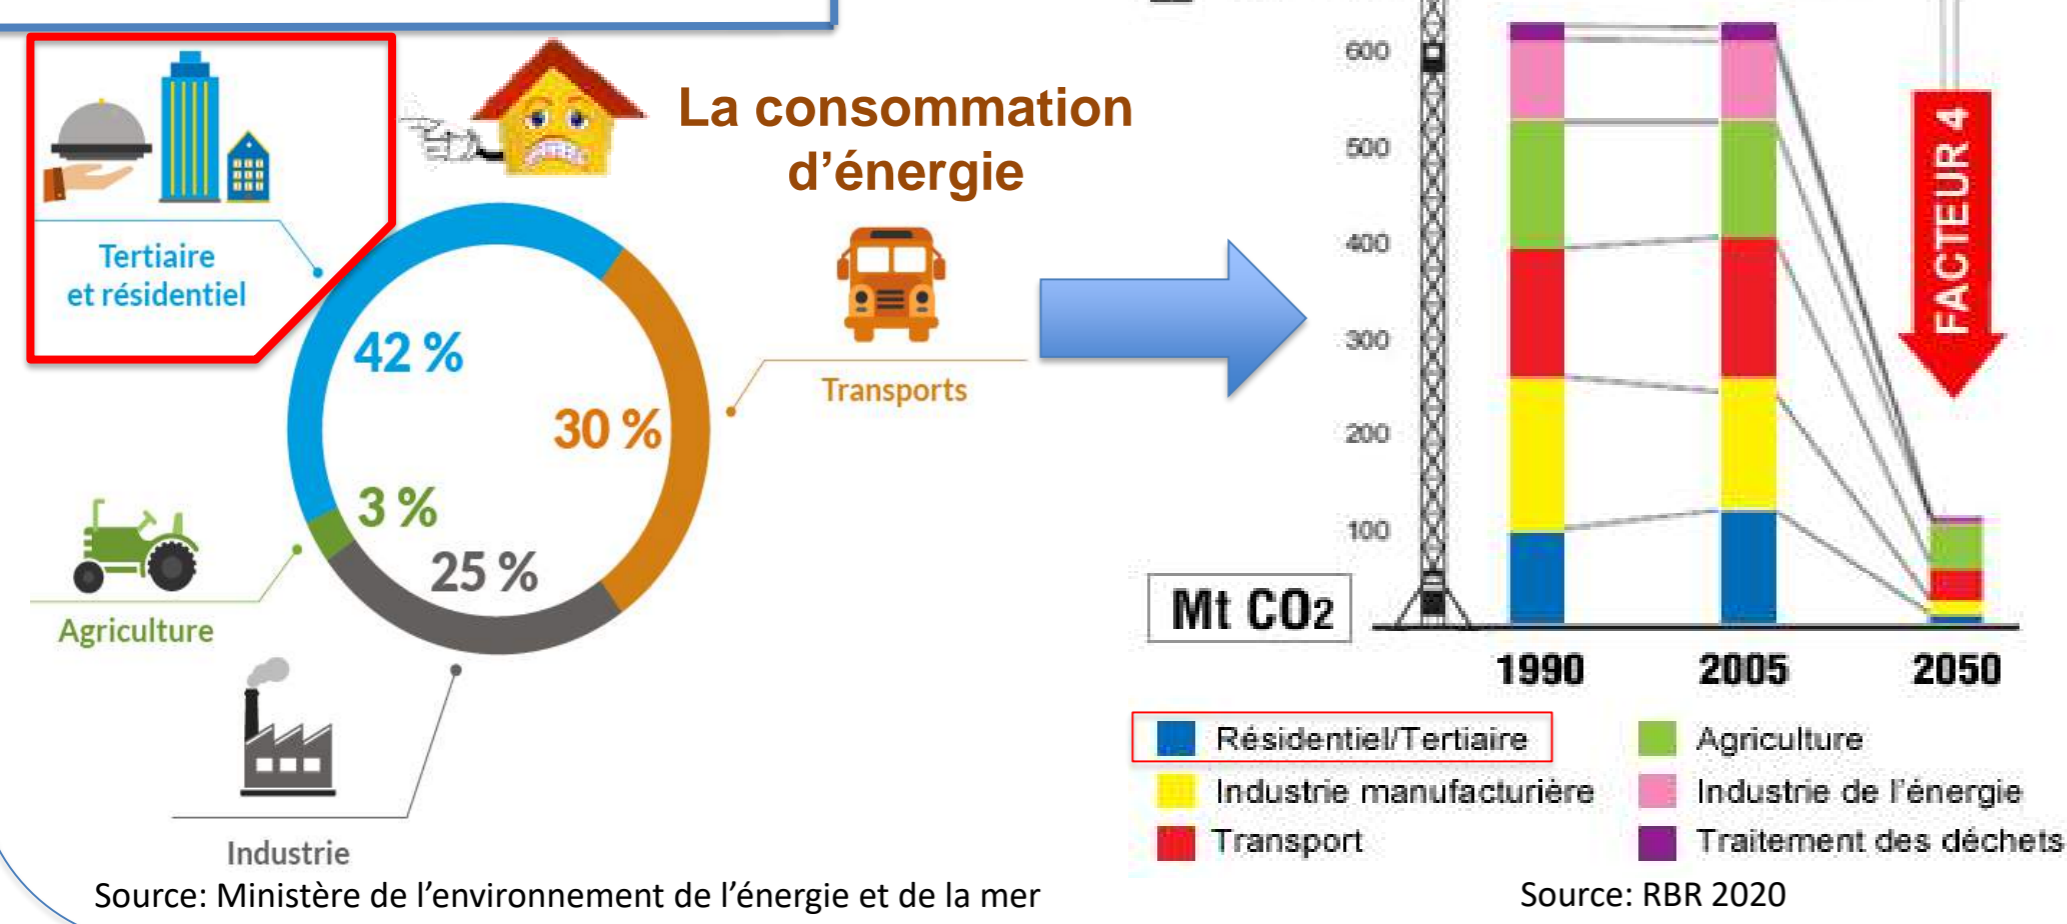 La consommation
d’énergie
Tertiaire
et résidentiel
42 %
30 %
3 %
25 %
Transports
Agriculture
Industrie
Source: Ministère de l’environnement de l’énergie et de la mer
600
500
400
300
200
100
Mt CO2
FACTEUR 4
1990 2005 2050
Résidentiel/Tertiaire
Industrie manufacturière
Transport
Agriculture
Industrie de l'énergie
Traitement des déchets
Source: RBR 2020